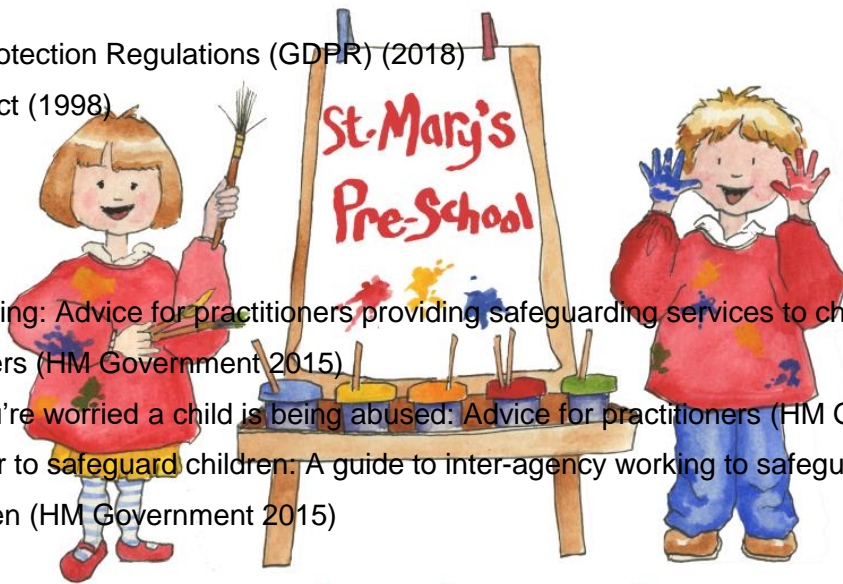 otection Regulations (GDPR) (2018)
ct (1998)
St. Mary's
Pre-School
ing: Advice for practitioners providing safeguarding services to ch
ers (HM Government 2015)
u're worried a child is being abused: Advice for practitioners (HM G
r to safeguard children: A guide to inter-agency working to safegu
en (HM Government 2015)